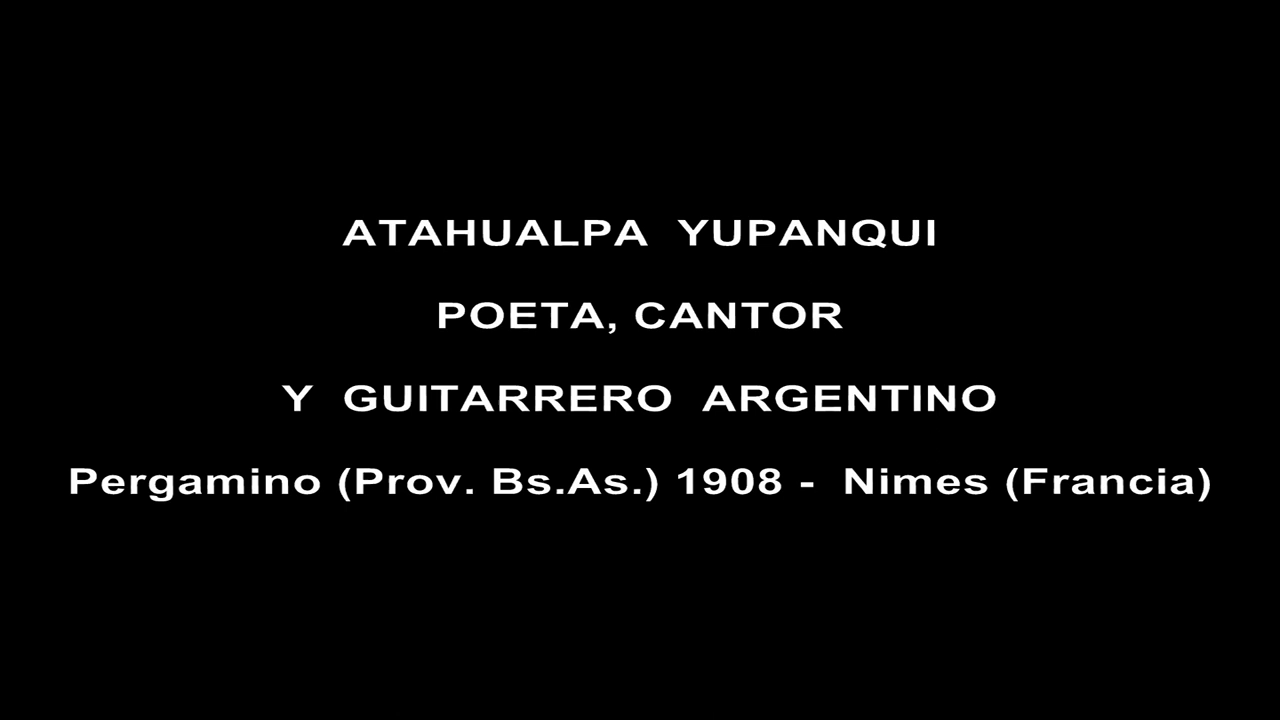 ATAHUALPA YUPANQUI
POETA, CANTOR
Y GUITARRERO ARGENTINO
Pergamino (Prov. Bs.As.) 1908 - Nimes (Francia)